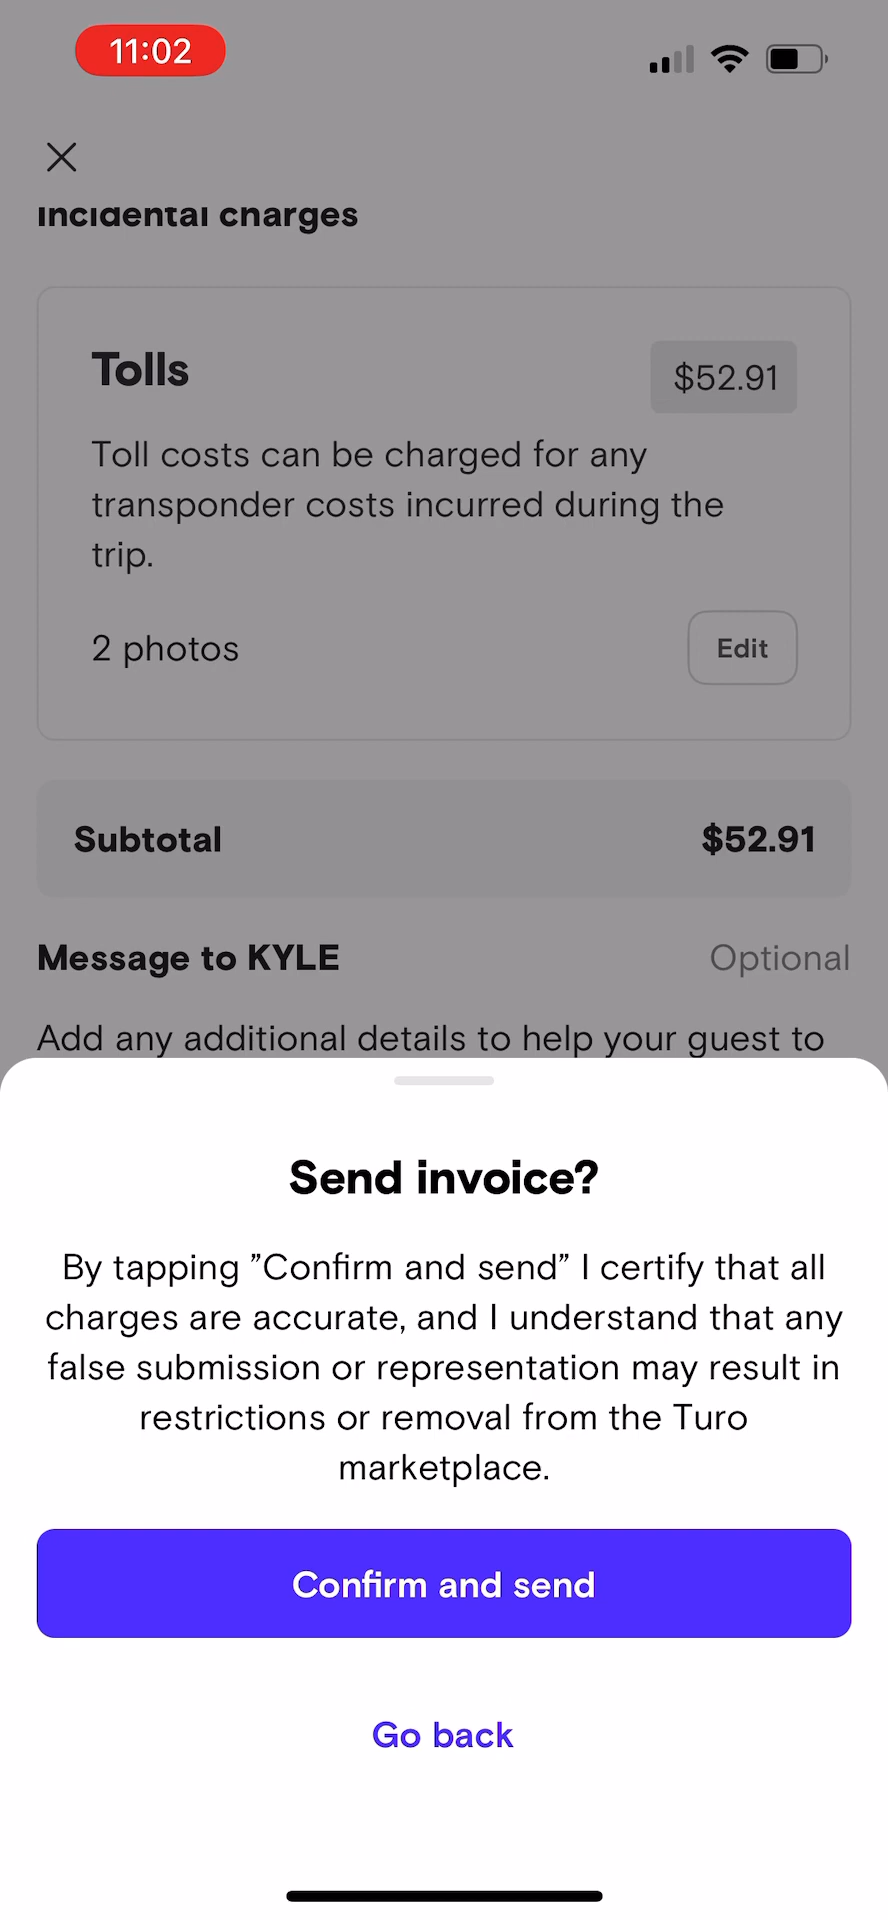 11:02
Incidental charges
Tolls
$52.91
Toll costs can be charged for any
transponder costs incurred during the
trip.
2 photos
Edit
Subtotal
$52.91
Message to KYLE
Optional
Add any additional details to help your guest to
Send invoice?
By tapping ”Confirm and send” I certify that all
charges are accurate, and I understand that any
false submission or representation may result in
restrictions or removal from the Turo
marketplace.
Confirm and send
Go back